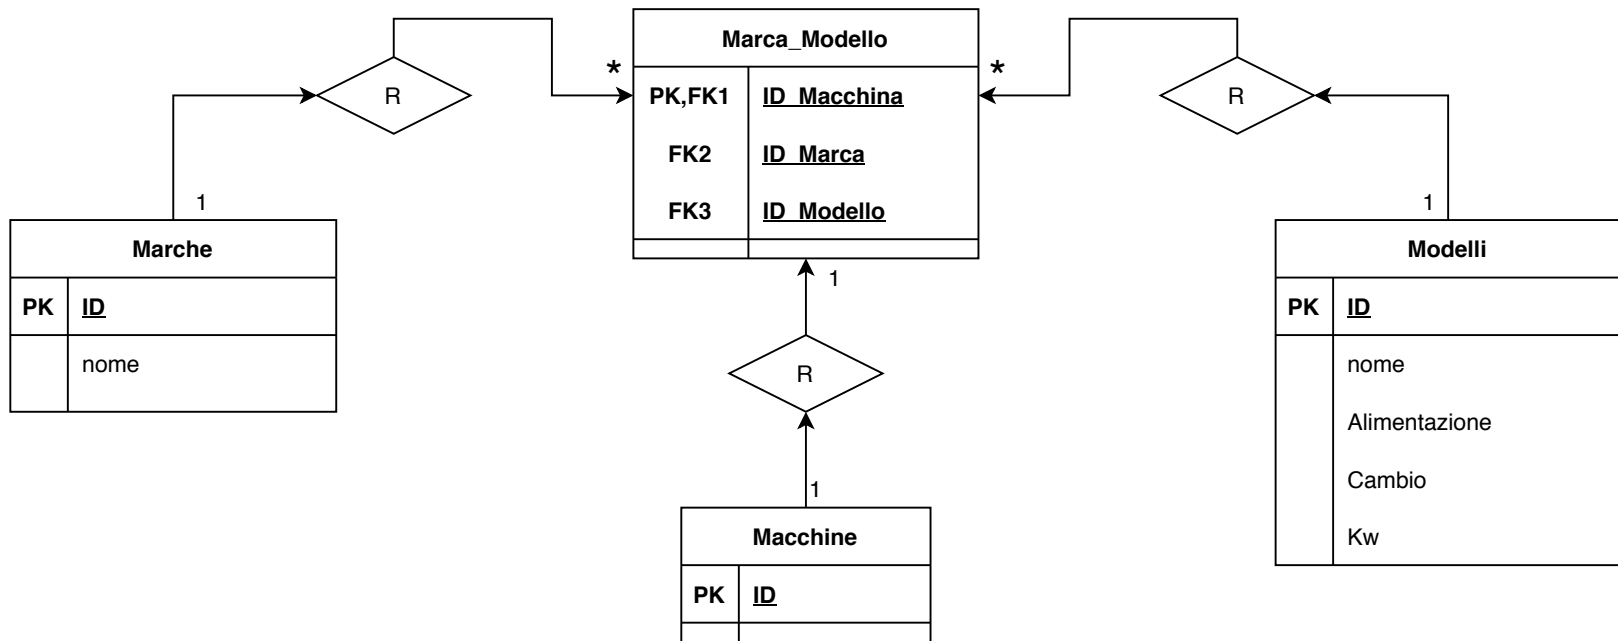 Marca_Modello
PK,FK1 ID_Macchina
FK2 ID_Marca
FK3 ID_Modello
R
*
*
R
1
Marche
PK ID
nome
1
R
1
1
Modelli
PK ID
nome
Alimentazione
Cambio
Kw
Macchine
PK ID